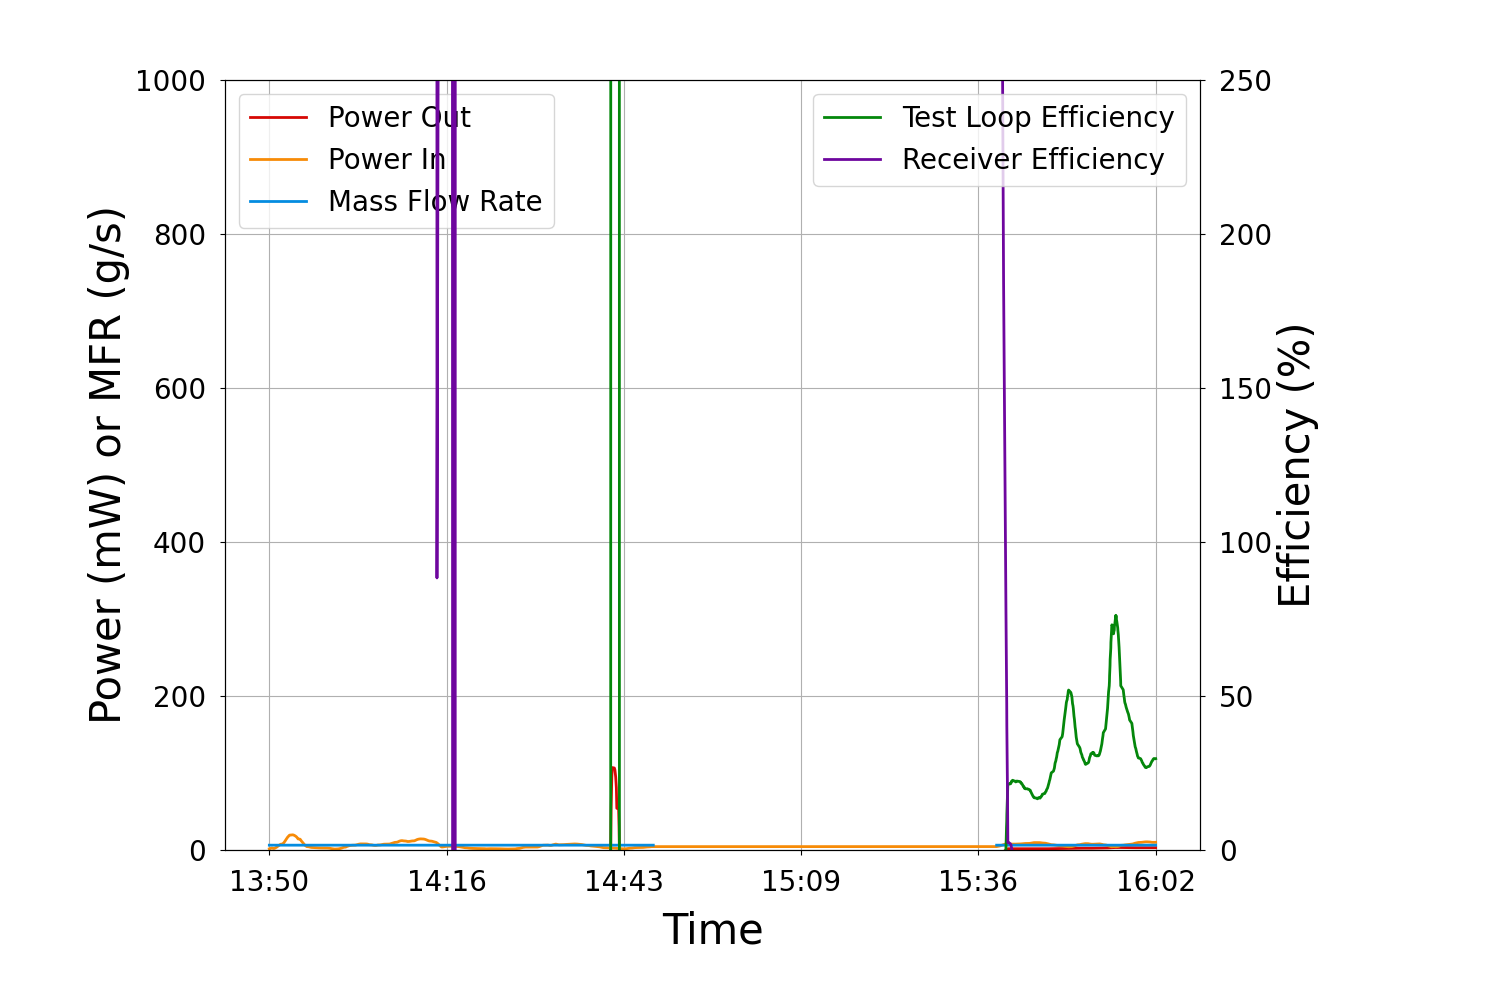 1000
800
600
400
200
0
Power (mW) or MFR (g/s)
Power Out
Power In
Mass Flow Rate
Test Loop Efficiency
Receiver Efficiency
250
200
150
100
50
0
Efficiency (%)
13:50 14:16 14:43 15:09 15:36 16:02
Time